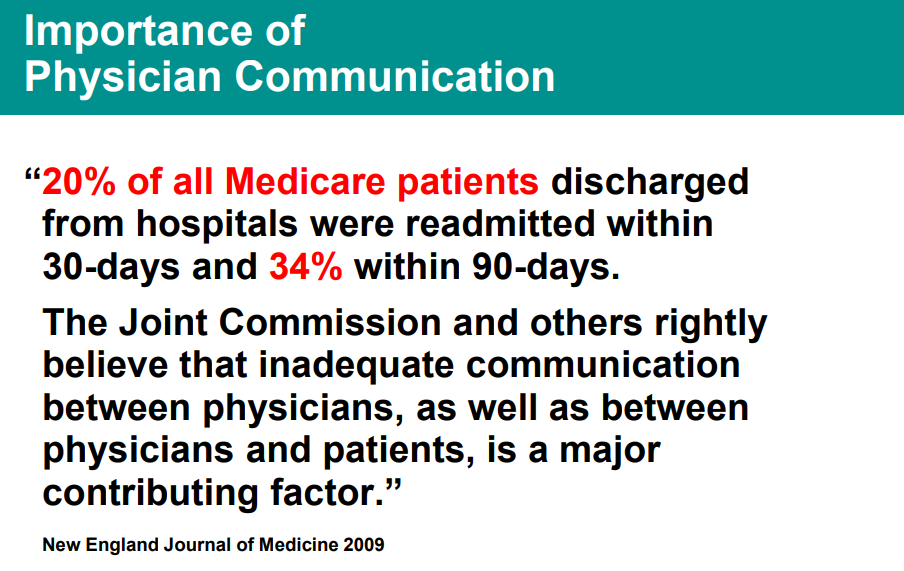 Importance of
Physician Communication
“20% of all Medicare patients discharged
from hospitals were readmitted within
30-days and 34% within 90-days.
The Joint Commission and others rightly
believe that inadequate communication
between physicians, as well as between
physicians and patients, is a major
contributing factor.”
New England Journal of Medicine 2009